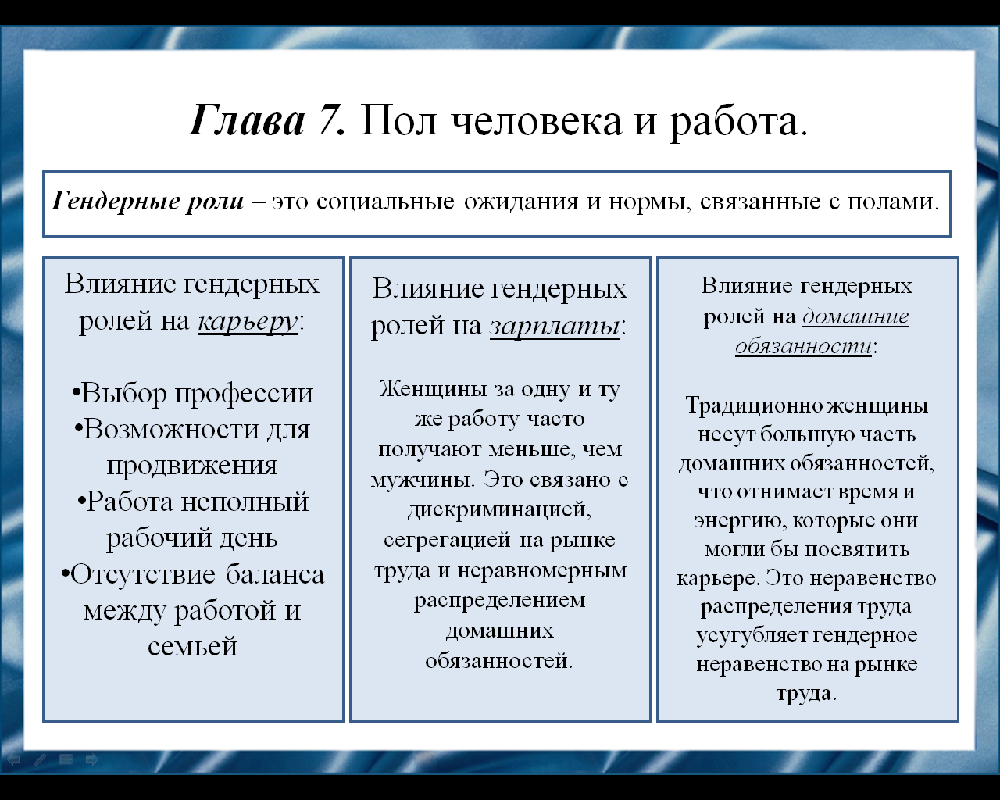 Глава 7. Пол человека и работа.
Гендерные роли – это социальные ожидания и нормы, связанные с полами.
Влияние гендерных
ролей на карьеру:
•Выбор профессии
•Возможности для
продвижения
•Работа неполный
рабочий день
•Отсутствие баланса
между работой и
семьей
Влияние гендерных
ролей на зарплаты:
Женщины за одну и ту
же работу часто
получают меньше, чем
мужчины. Это связано с
дискриминацией,
сегрегацией на рынке
труда и неравномерным
распределением
домашних
обязанностей.
Влияние гендерных
ролей на домашние
обязанности:
Традиционно женщины
несут большую часть
домашних обязанностей,
что отнимает время и
энергию, которые они
могли бы посвятить
карьере. Это неравенство
распределения труда
усугубляет гендерное
неравенство на рынке
труда.